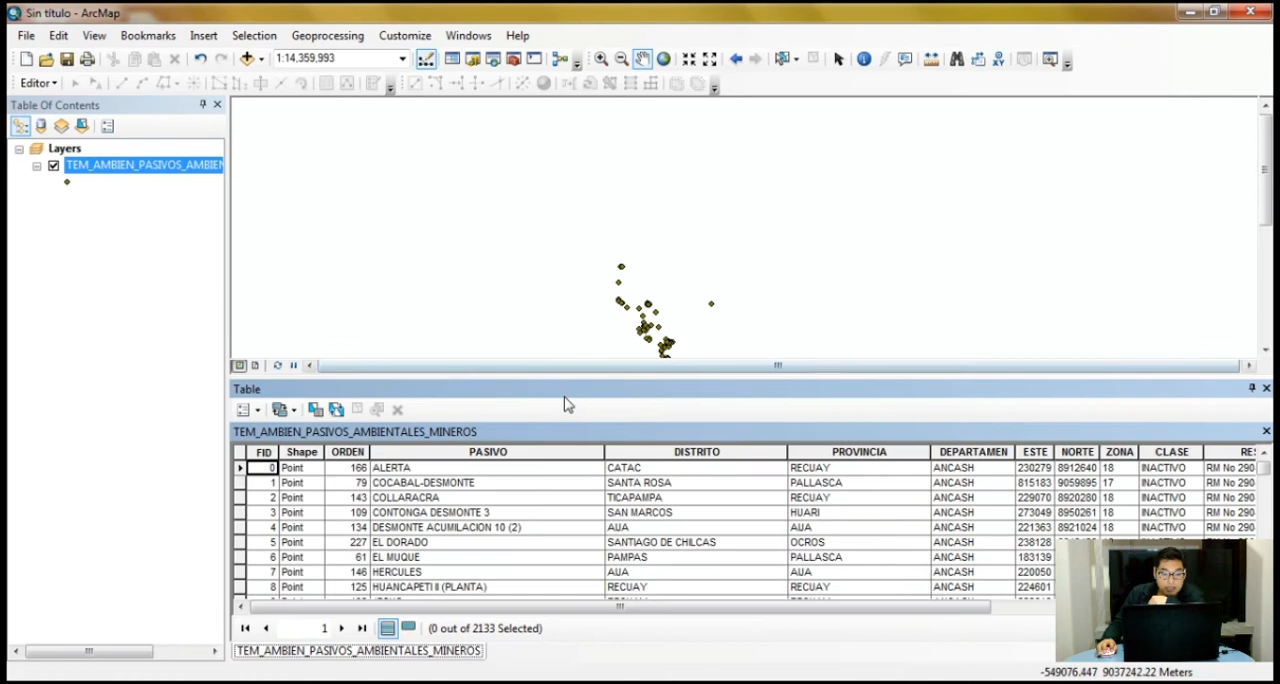 Sin título - ArcMap
File Edit View Bookmarks Insert Selection Geoprocessing Customize Windows Help
1:14,359,993
Editor
Table Of Contents
Layers
TEM_AMBIEN_PASIVOS_AMBIEN
Table
TEM_AMBIEN_PASIVOS_AMBIENTALES_MINEROS
FID Shape ORDEN PASIVO DISTRITO PROVINCIA DEPARTAMEN ESTE NORTE ZONA CLASE RE
0 Point 166 ALERTA CATAC RECUAY ANCASH 230279 8912640 18 INACTIVO RM No 290
1 Point 79 COCABAL-DESMONTE SANTA ROSA PALLASCA ANCASH 815183 9059895 17 INACTIVO RM No 290
2 Point 143 COLLARACRA TICAPAMPA RECUAY ANCASH 229070 8920280 18 INACTIVO RM No 290
3 Point 109 CONTONGA DESMONTE 3 SAN MARCOS HUARI ANCASH 273049 8950261 18 INACTIVO RM No 290
4 Point 134 DESMONTE ACUMILACION 10 (2) AIJA AIJA ANCASH 221363 8921024 18 INACTIVO RM No 290
5 Point 227 EL DORADO SANTIAGO DE CHILCAS OCROS ANCASH 238128
6 Point 61 EL MUQUE PAMPAS PALLASCA ANCASH 183139
7 Point 146 HERCULES AIJA AIJA ANCASH 220050
8 Point 125 HUANCAPETI II (PLANTA) RECUAY RECUAY ANCASH 224601
1 (0 out of 2133 Selected)
TEM_AMBIEN_PASIVOS_AMBIENTALES_MINEROS
-549076.447 9037242.22 Meters